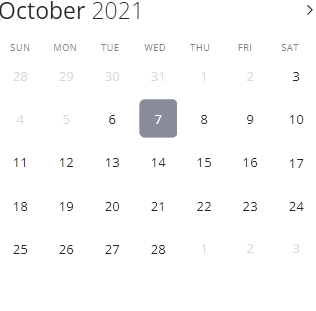 October 2021
SUN MON TUE WED THU FRI SAT
28 29 30 31 1 2 3
4 5 6 7 8 9 10
11 12 13 14 15 16 17
18 19 20 21 22 23 24
25 26 27 28 1 2 3